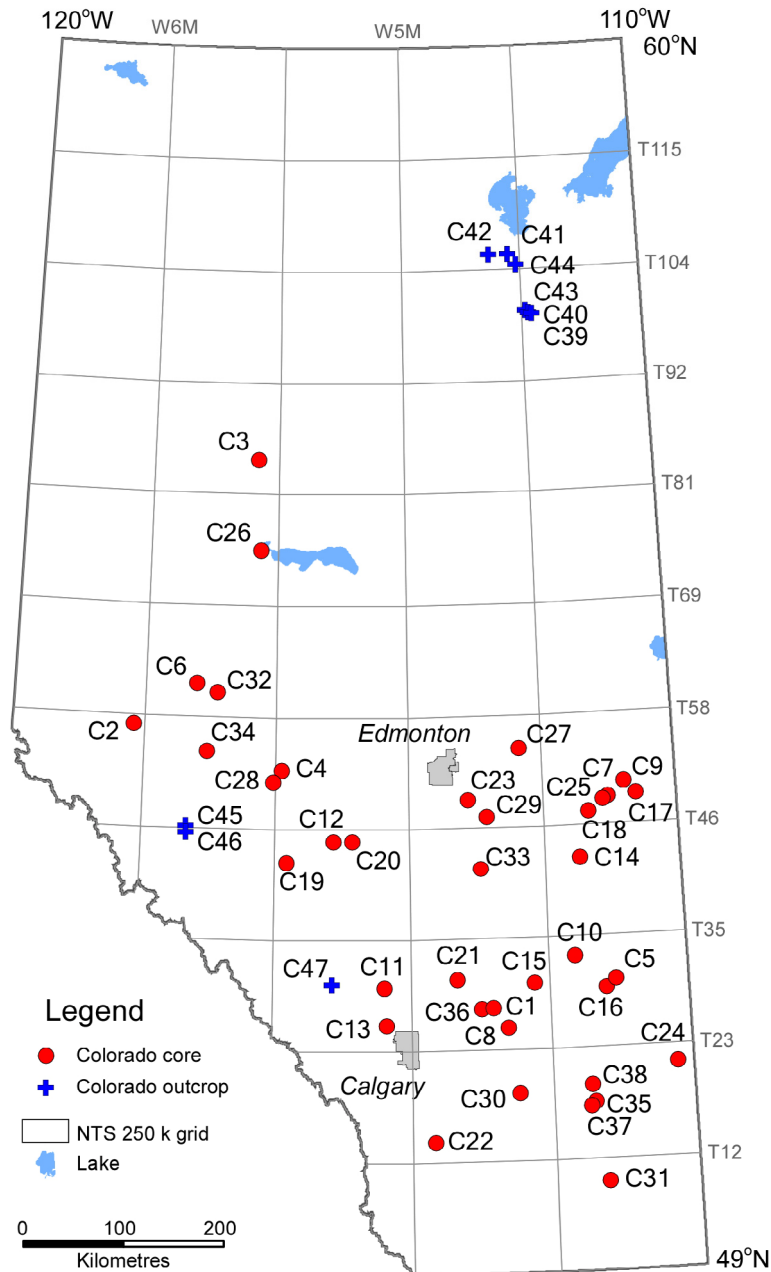 120°W
W6M
W5M
110°W
60°N
T115
C42
C41
C44
T104
C43
C40
C39
T92
C3
T81
C26
T69
C6
C32
T58
C2
C34
Edmonton
C27
C4
C28
C23
C29
C25
C7
C9
C17
C45
C46
C12
C20
C18
T46
C19
C33
C14
T35
C10
C47
C11
C21
C15
C5
C36
C1
C16
C13
C8
C24
T23
Legend
Colorado core
Colorado outcrop
NTS 250 k grid
Lake
Calgary
C30
C38
C35
C37
C22
T12
C31
0 100 200
Kilometres
49°N